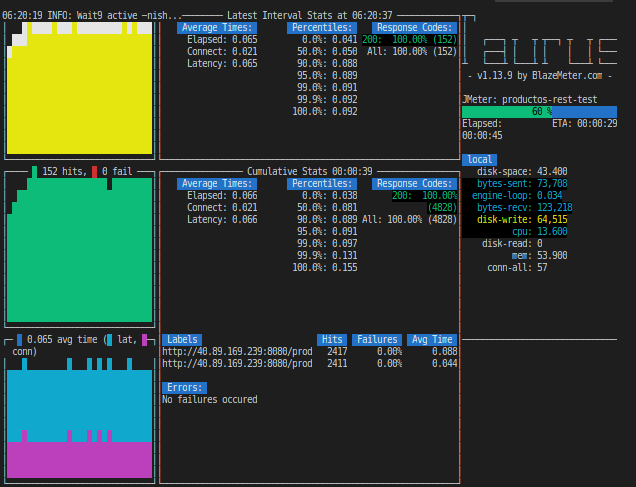 06:20:19 INFO: Wait9 active —nish... Latest Interval Stats at 06:20:37
Average Times: Percentiles: Response Codes:
Elapsed: 0.065 0.0%: 0.041 200: 100.00% (152)
Connect: 0.021 50.0%: 0.050 All: 100.00% (152)
Latency: 0.065 90.0%: 0.088
95.0%: 0.089
99.0%: 0.091
99.9%: 0.092
100.0%: 0.092
- v1.13.9 by BlazeMeter.com -
JMeter: productos-rest-test
60 %
Elapsed: ETA: 00:00:29
00:00:45
local
disk-space: 43.400
bytes-sent: 73,708
engine-loop: 0.034
bytes-recv: 123,218
disk-write: 64,515
cpu: 13.600
disk-read: 0
mem: 53.900
conn-all: 57
152 hits, 0 fail
Cumulative Stats 00:00:39
Average Times: Percentiles: Response Codes:
Elapsed: 0.066 0.0%: 0.038 200: 100.00%
Connect: 0.021 50.0%: 0.081 (4828)
Latency: 0.066 90.0%: 0.089 All: 100.00% (4828)
95.0%: 0.091
99.0%: 0.097
99.9%: 0.131
100.0%: 0.155
0.065 avg time ( lat,
conn)
Labels Hits Failures Avg Time
http://40.89.169.239:8080/prod 2417 0.00% 0.088
http://40.89.169.239:8080/prod 2411 0.00% 0.044
Errors:
No failures occured